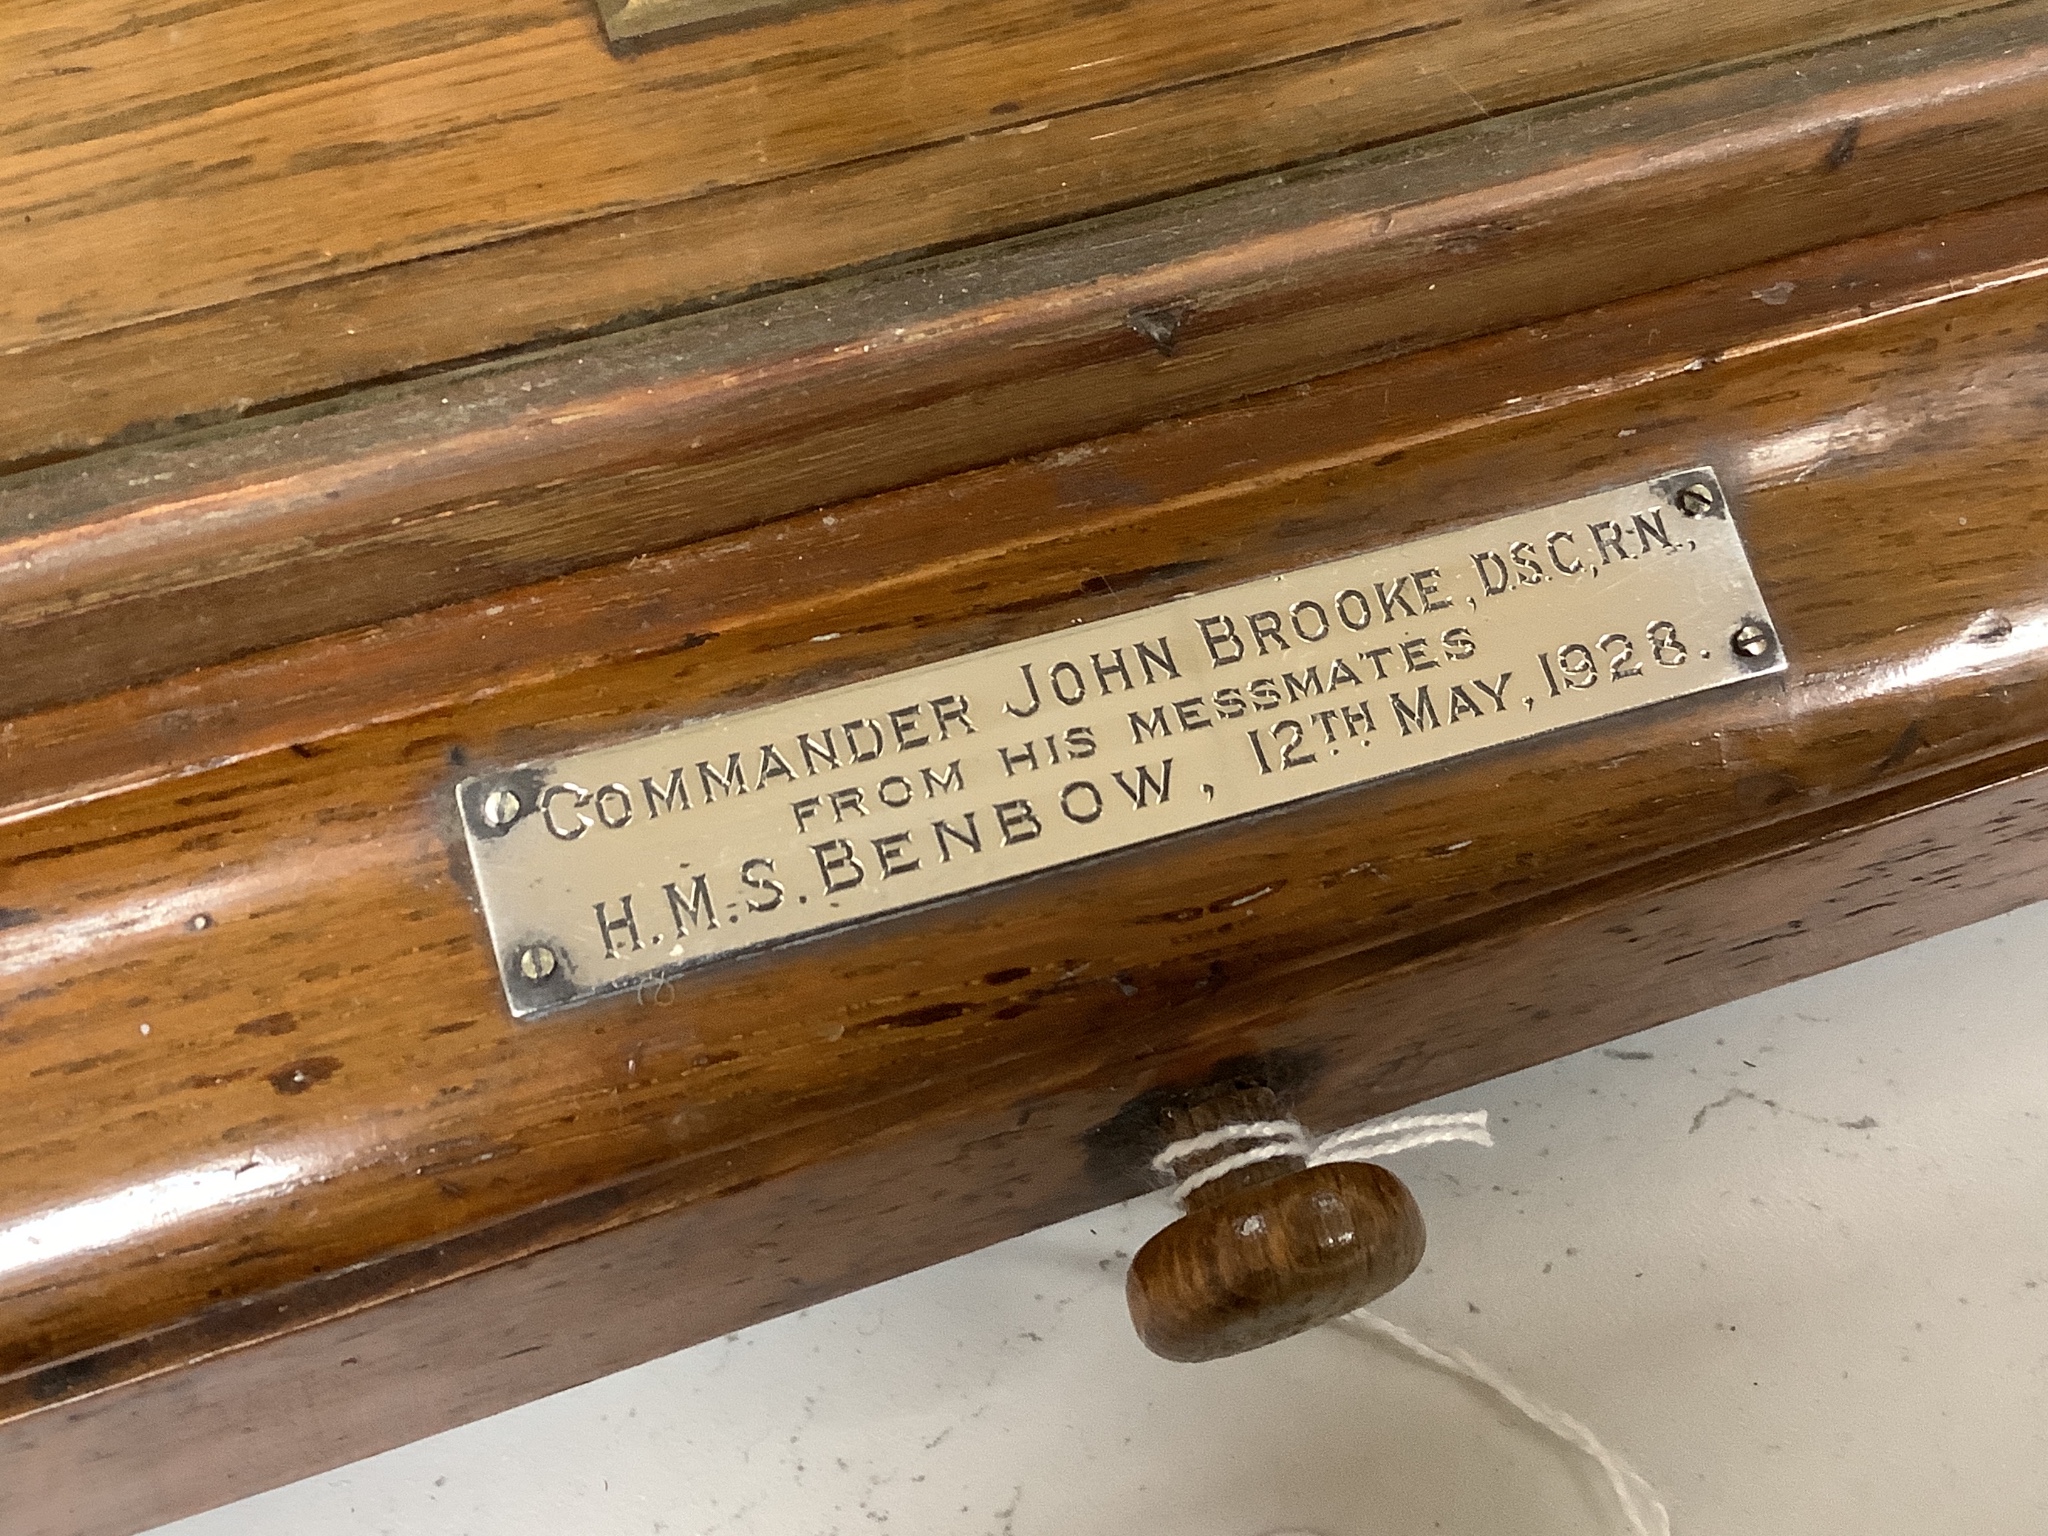 COMMANDER JOHN BROOKE, D.S.C, R.N.,
FROM HIS MESSMATES
H.M.S. BENBOW, 12TH MAY, 1928.